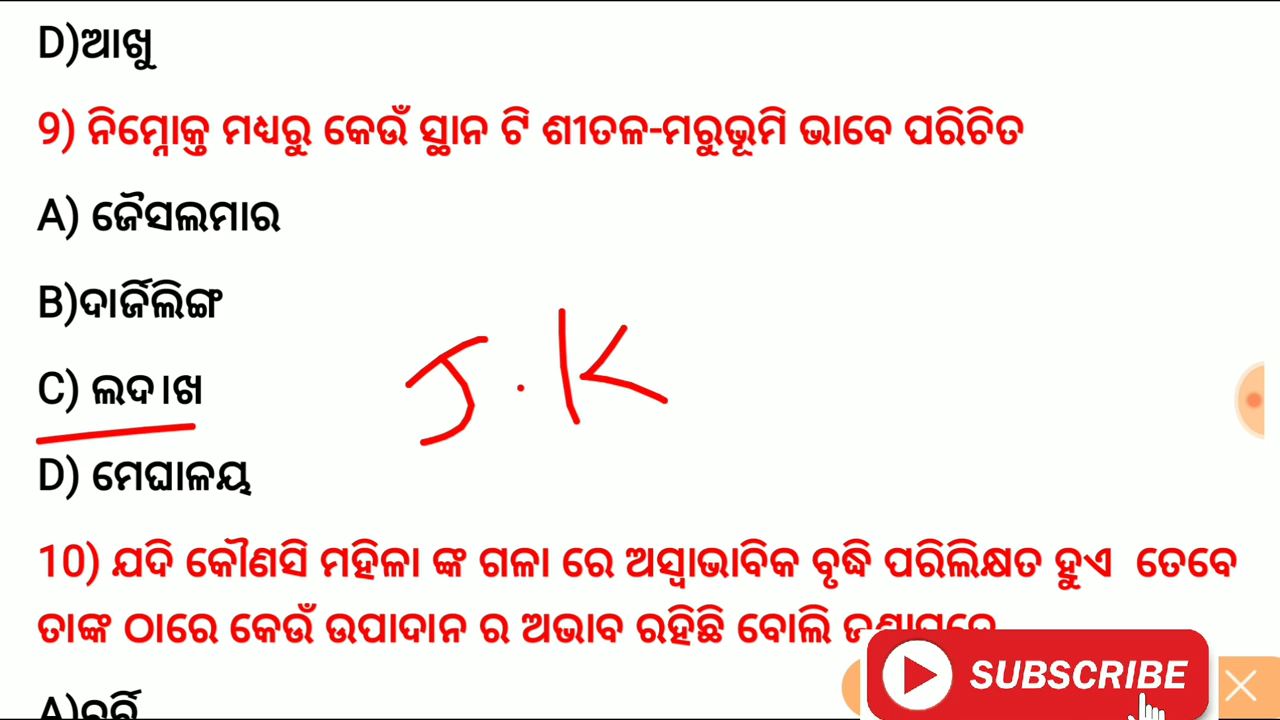 D)ଆଖୁ
9) ନିମ୍ନୋକ୍ତ ମଧ୍ୟରୁ କେଉଁ ସ୍ଥାନ ଟି ଶୀତଳ-ମରୁଭୂମି ଭାବେ ପରିଚିତ
A) ଜୈସଲମାର
B)ଦାର୍ଜିଲିଙ୍ଗ
C) ଲଦାଖ
J.K
D) ମେଘାଳୟ
10) ଯଦି କୌଣସି ମହିଳା ଙ୍କ ଗଳା ରେ ଅସ୍ୱାଭାବିକ ବୃଦ୍ଧି ପରିଲିକ୍ଷତ ହୁଏ ତେବେ
ତାଙ୍କ ଠାରେ କେଉଁ ଉପାଦାନ ର ଅଭାବ ରହିଛି ବୋଲି
SUBSCRIBE
A)